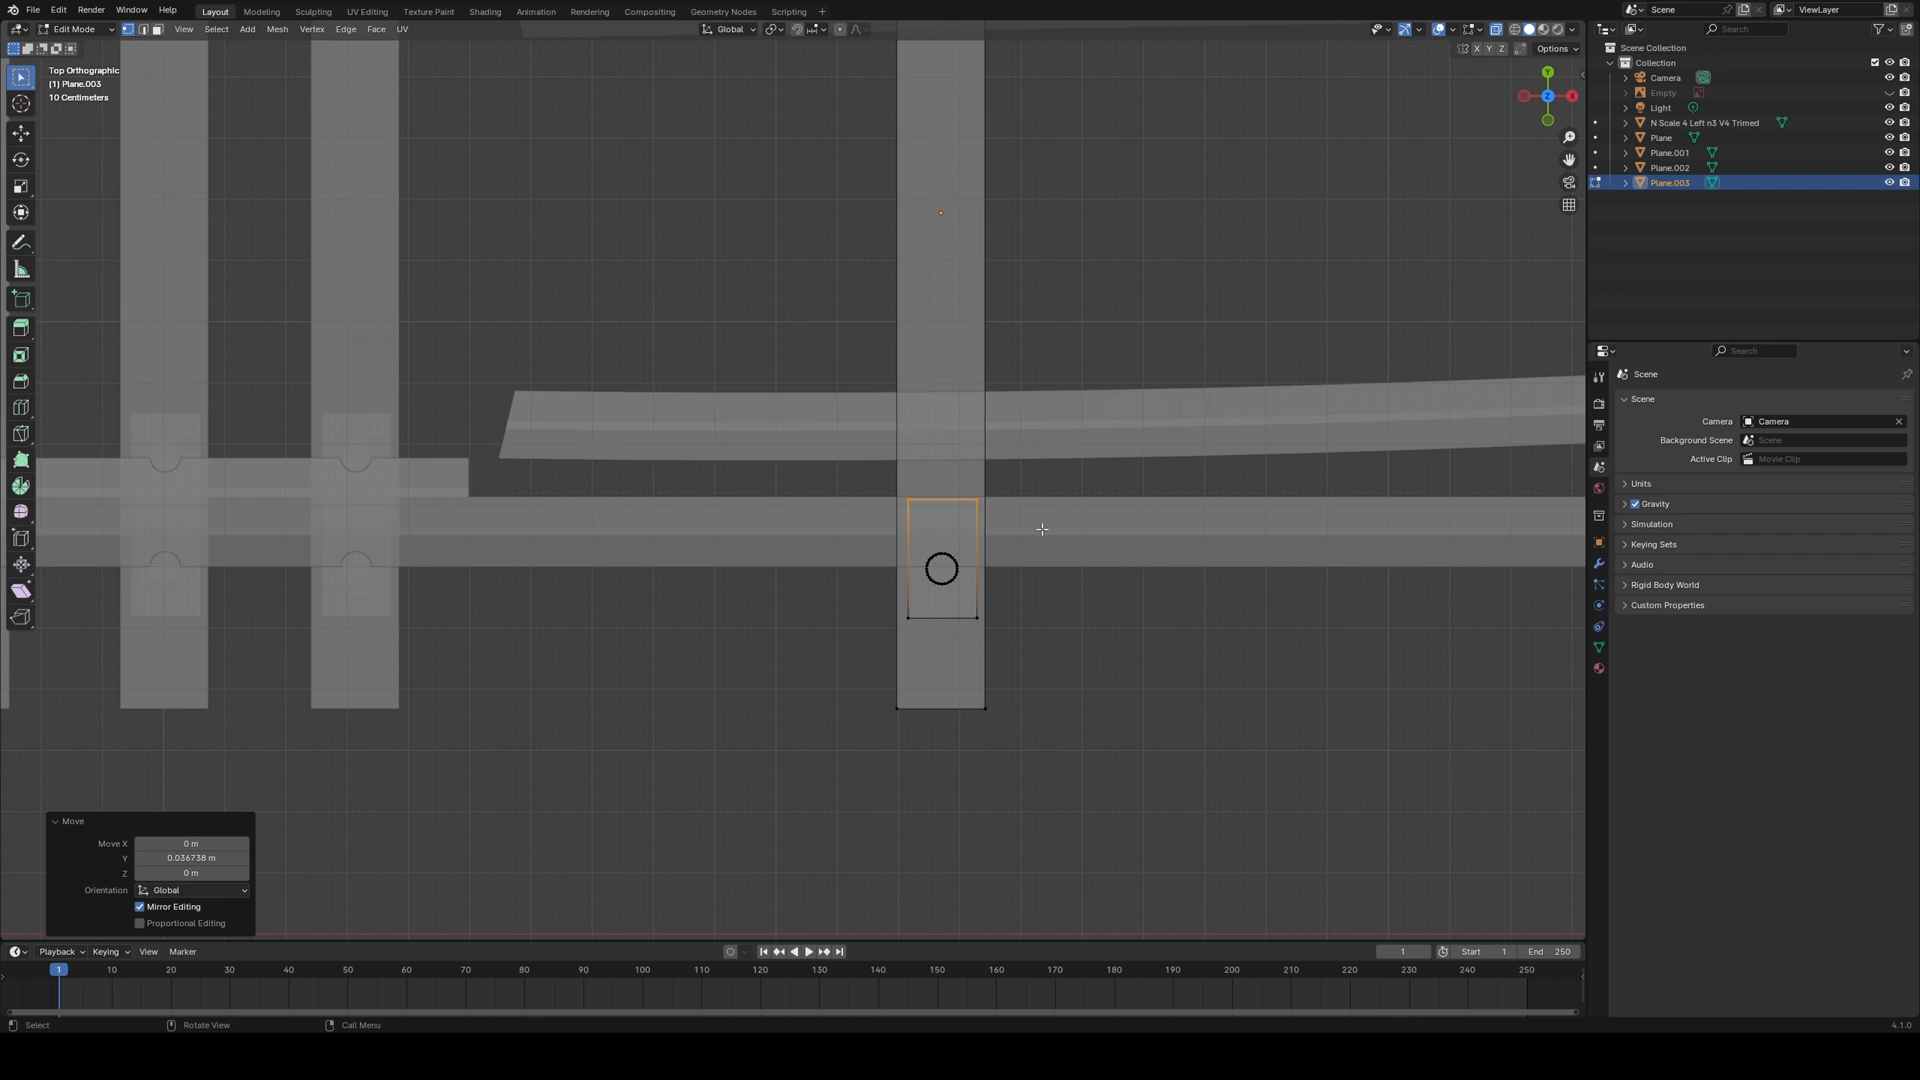 File Edit Render Window Help Layout Modeling Sculpting UV Editing Texture Paint Shading Animation Rendering Compositing Geometry Nodes Scripting + Scene ViewLayer
Edit Mode View Select Add Mesh Vertex Edge Face UV Global Search
X Y Z Options
Scene Collection
Collection
Camera
Empty
Light
N Scale 4 Left n3 V4 Trimed
Plane
Plane.001
Plane.002
Plane.003
Top Orthographic
(1) Plane.003
10 Centimeters
Y
Z
X
Search
Scene
Scene
Camera Camera
Background Scene Scene
Active Clip Movie Clip
Units
Gravity
Simulation
Keying Sets
Audio
Rigid Body World
Custom Properties
Move
Move X 0 m
Y 0.036738 m
Z 0 m
Orientation Global
Mirror Editing
Proportional Editing
Playback Keying View Marker 1 Start 1 End 250
1 10 20 30 40 50 60 70 80 90 100 110 120 130 140 150 160 170 180 190 200 210 220 230 240 250
Select Rotate View Call Menu 4.1.0